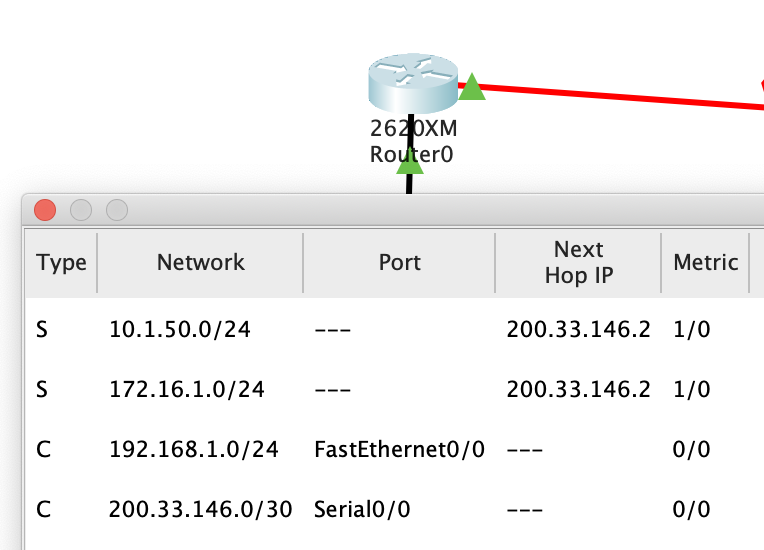 2620XM
Router0
Type Network Port Next Hop IP Metric
S 10.1.50.0/24 --- 200.33.146.2 1/0
S 172.16.1.0/24 --- 200.33.146.2 1/0
C 192.168.1.0/24 FastEthernet0/0 --- 0/0
C 200.33.146.0/30 Serial0/0 --- 0/0